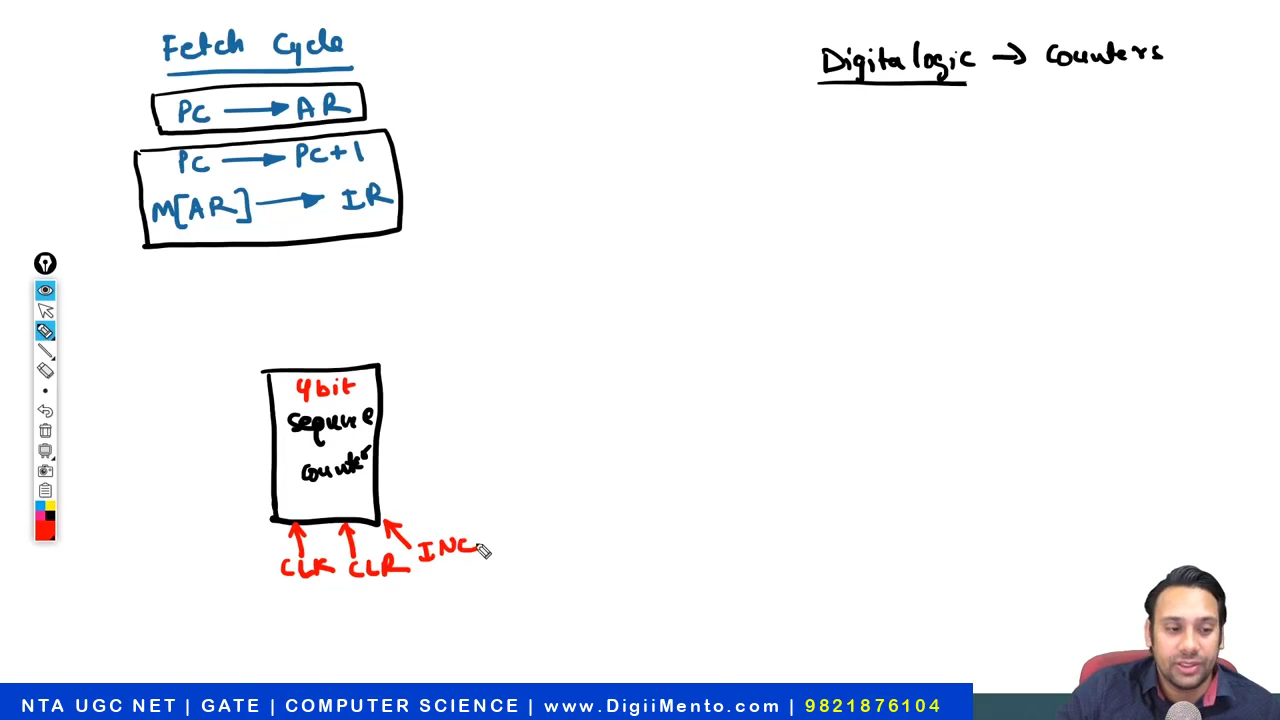 Fetch Cycle
PC → AR
PC → PC+1
M[AR] → IR
Digitalogic → Counters
4bit
sequence
counter
CLK CLR INC
NTA UGC NET | GATE | COMPUTER SCIENCE | www.DigiiMento.com | 9821876104